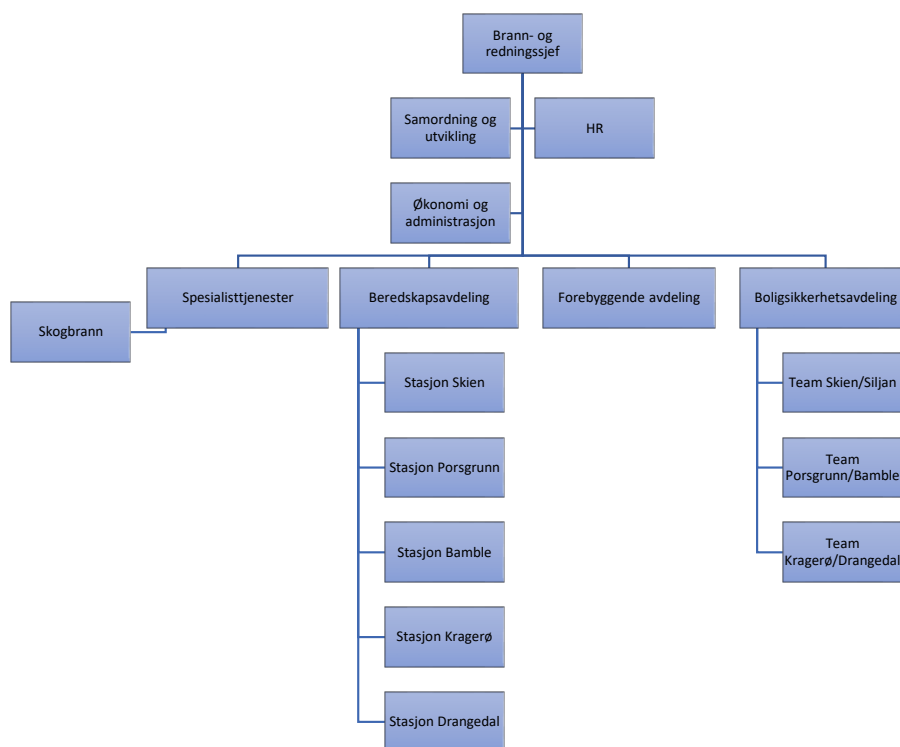 Brann- og
redningssjef
Samordning og
utvikling
HR
Økonomi og
administrasjon
Spesialisttjenester
Beredskapsavdeling
Forebyggende avdeling
Boligsikkerhetsavdeling
Skogbrann
Stasjon Skien
Stasjon Porsgrunn
Stasjon Bamble
Stasjon Kragerø
Stasjon Drangedal
Team Skien/Siljan
Team
Porsgrunn/Bamble
Team
Kragerø/Drangedal